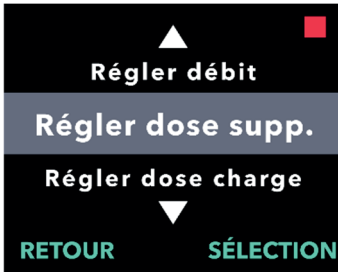 Régler débit
Régler dose supp.
Régler dose charge
RETOUR SÉLECTION